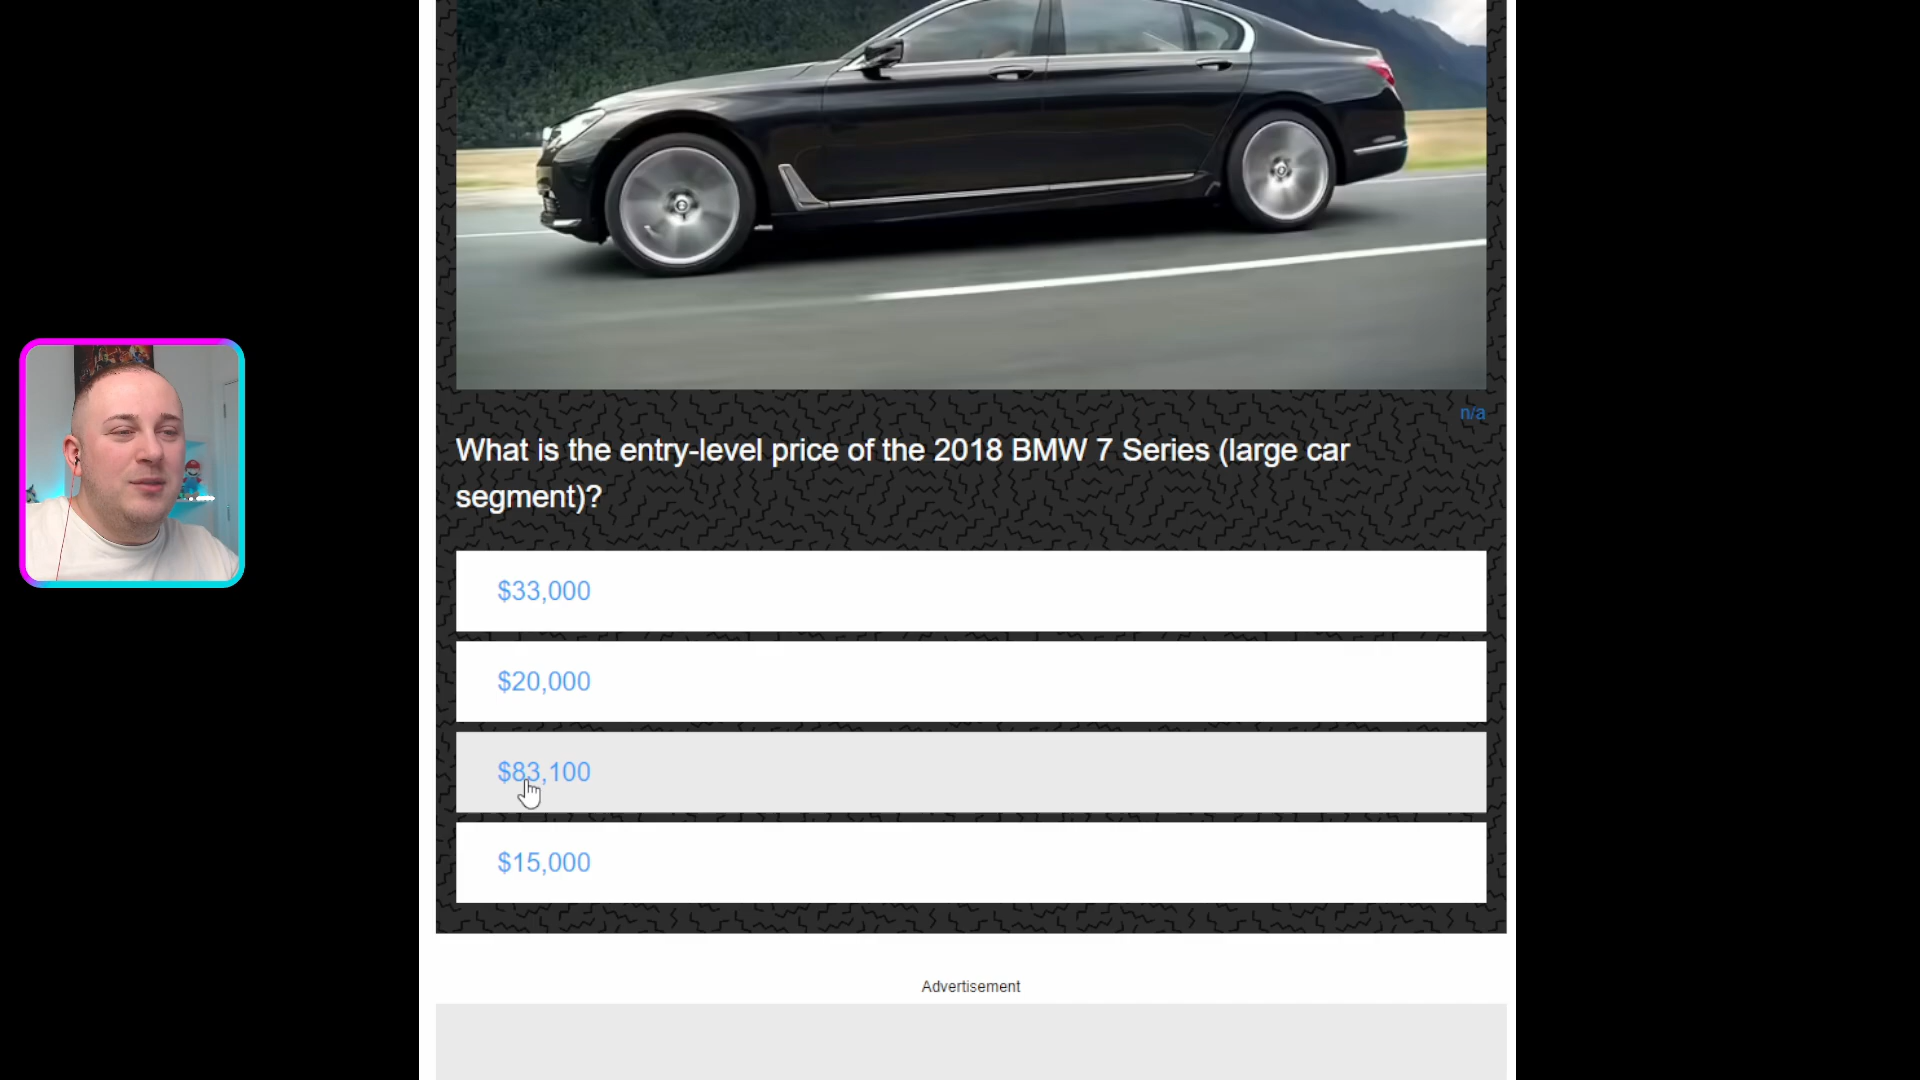 n/a
What is the entry-level price of the 2018 BMW 7 Series (large car
segment)?
$33,000
$20,000
$83,100
$15,000
Advertisement